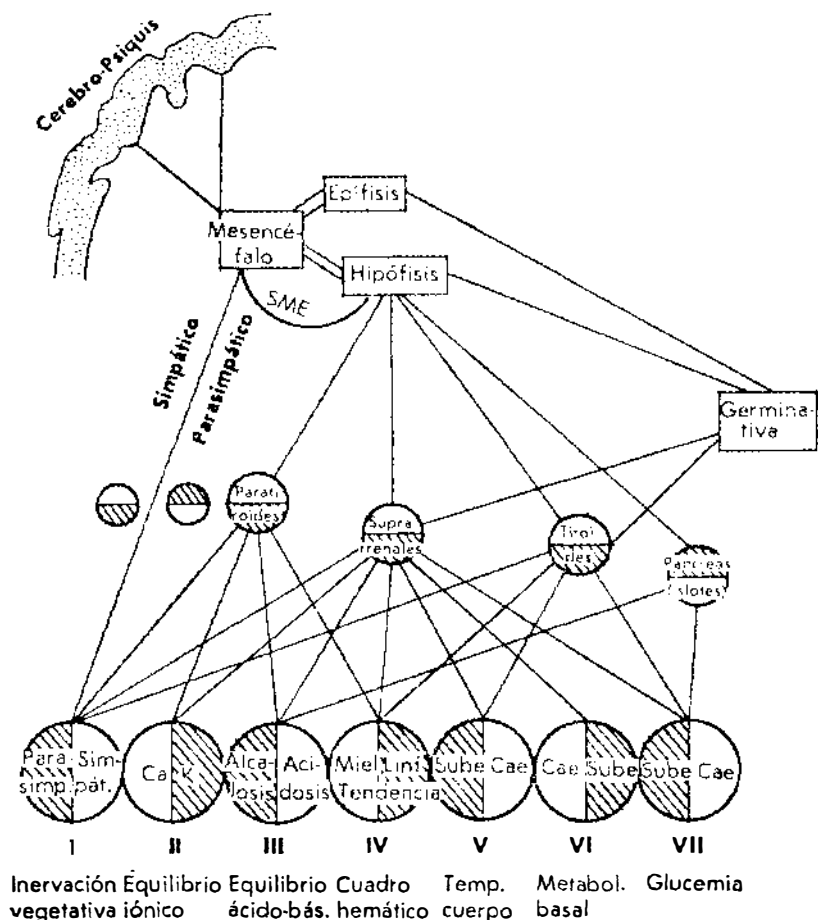 Cerebro-Psiquis
Epífisis
Mesencé-
falo
Hipófisis
SME
Simpático
Parasimpático
Germina-
tiva
Parati
roides
Supra
rrenales
Tiroi
des
Páncreas
(islotes)
Para-
simp.
Sim-
pát.
Ca
K
Alca-
losis
Aci-
dosis
Miel
Linf
Tendencia
Sube
Cae
Cae
Sube
Sube
Cae
I
II
III
IV
V
VI
VII
Inervación
vegetativa
Equilibrio
iónico
Equilibrio
ácido-bás.
Cuadro
hemático
Temp.
cuerpo
Metabol.
basal
Glucemia